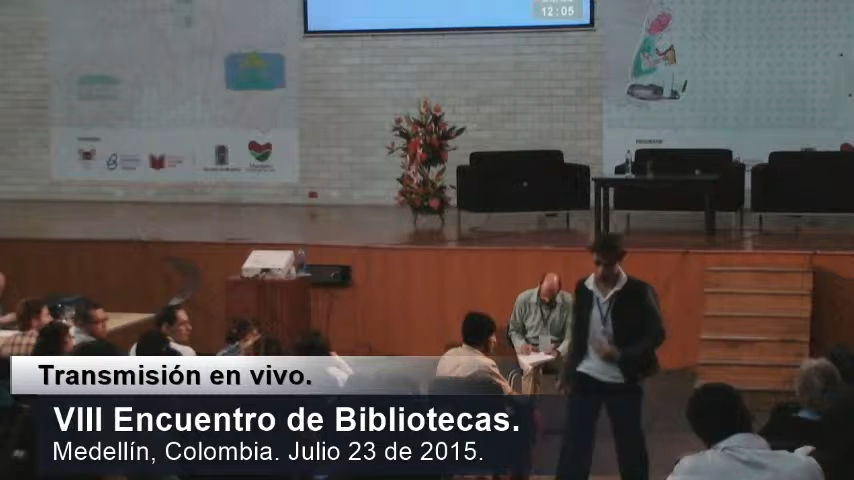 12:05
Transmisión en vivo.
VIII Encuentro de Bibliotecas.
Medellín, Colombia. Julio 23 de 2015.